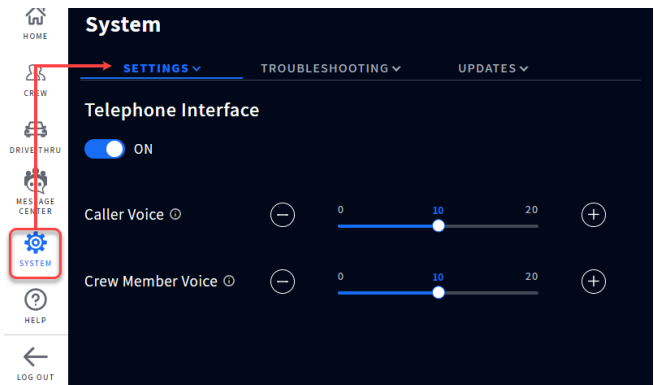 HOME
CREW
DRIVE THRU
MESSAGE
CENTER
SYSTEM
HELP
LOG OUT
System
SETTINGS
TROUBLESHOOTING
UPDATES
Telephone Interface
ON
Caller Voice
0
10
20
Crew Member Voice
0
10
20